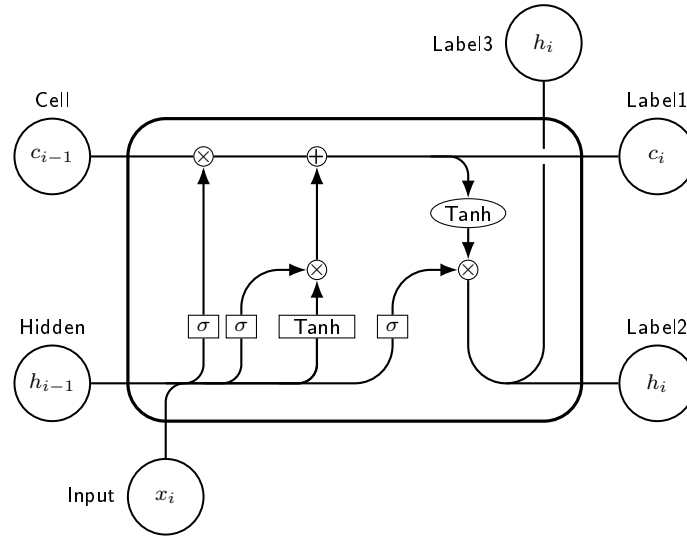 Label3
h_i
Cell
Label1
c_{i−1}
×
+
c_i
Tanh
×
×
Hidden
σ
σ
Tanh
σ
Label2
h_{i−1}
h_i
Input
x_i